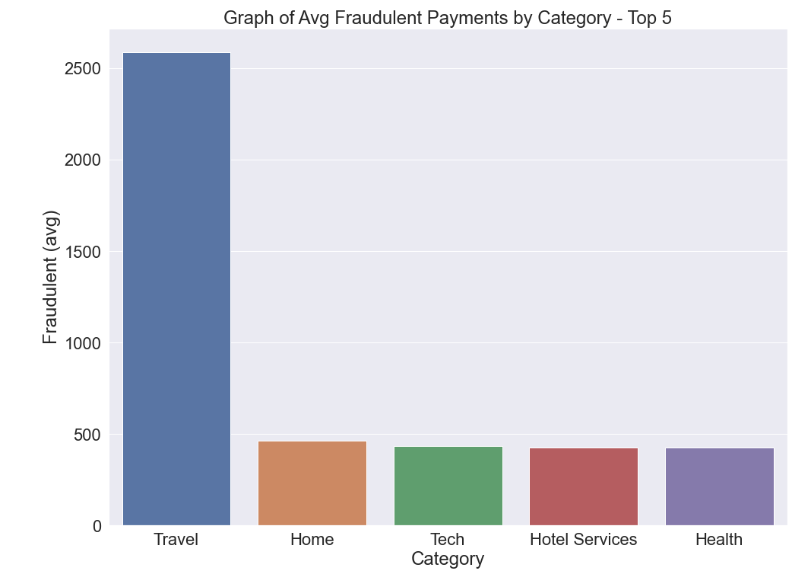 Graph of Avg Fraudulent Payments by Category - Top 5
Fraudulent (avg)
2500
2000
1500
1000
500
0
Travel Home Tech Hotel Services Health
Category